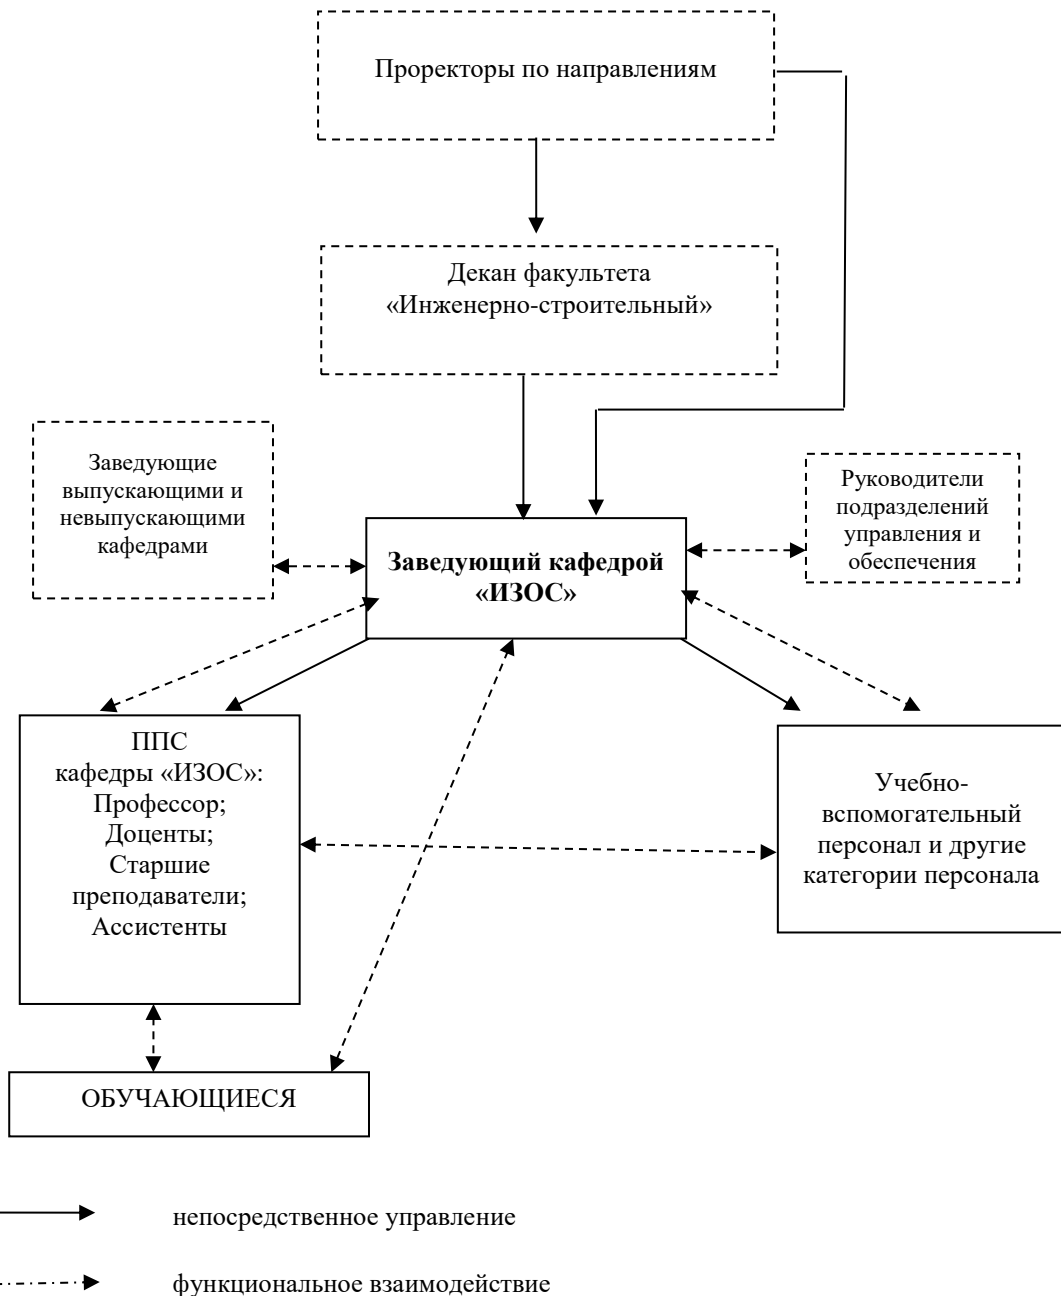 Проректоры по направлениям
Декан факультета
«Инженерно-строительный»
Заведующие
выпускающими и
невыпускающими
кафедрами
Руководители
подразделений
управления и
обеспечения
Заведующий кафедрой
«ИЗОС»
ППС
кафедры «ИЗОС»:
Профессор;
Доценты;
Старшие
преподаватели;
Ассистенты
Учебно-
вспомогательный
персонал и другие
категории персонала
ОБУЧАЮЩИЕСЯ
непосредственное управление
функциональное взаимодействие